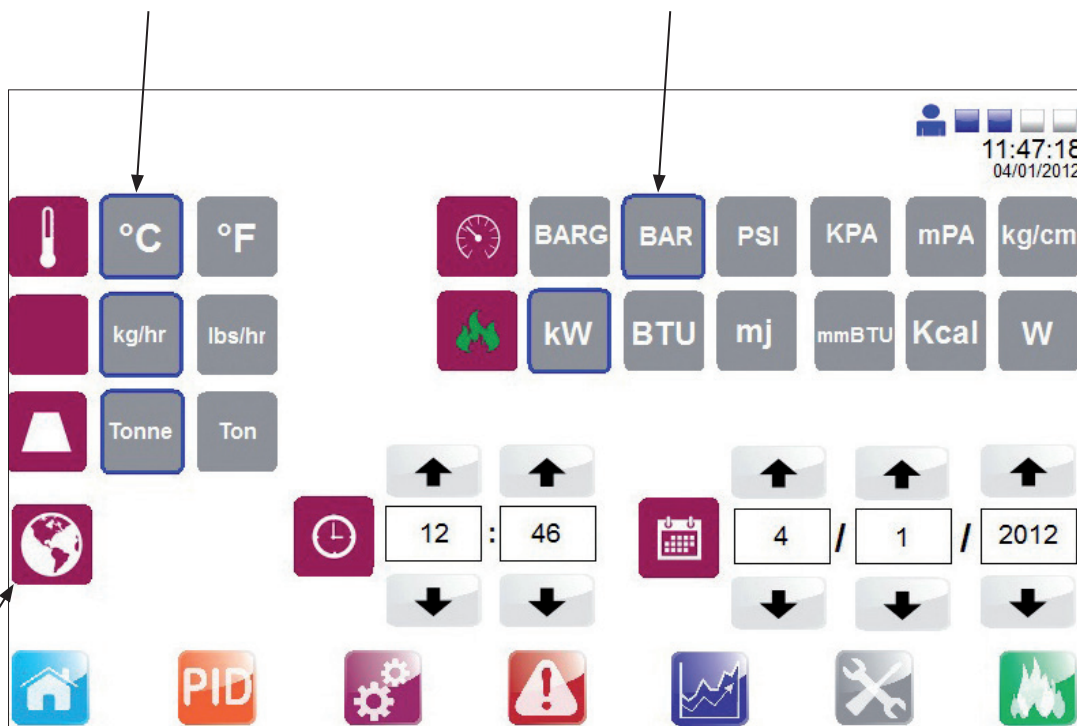 11:47:18
04/01/2012
°C °F BARG BAR PSI KPA mPA kg/cm
kg/hr lbs/hr kW BTU mj mmBTU Kcal W
Tonne Ton
12 : 46 4 / 1 / 2012
PID